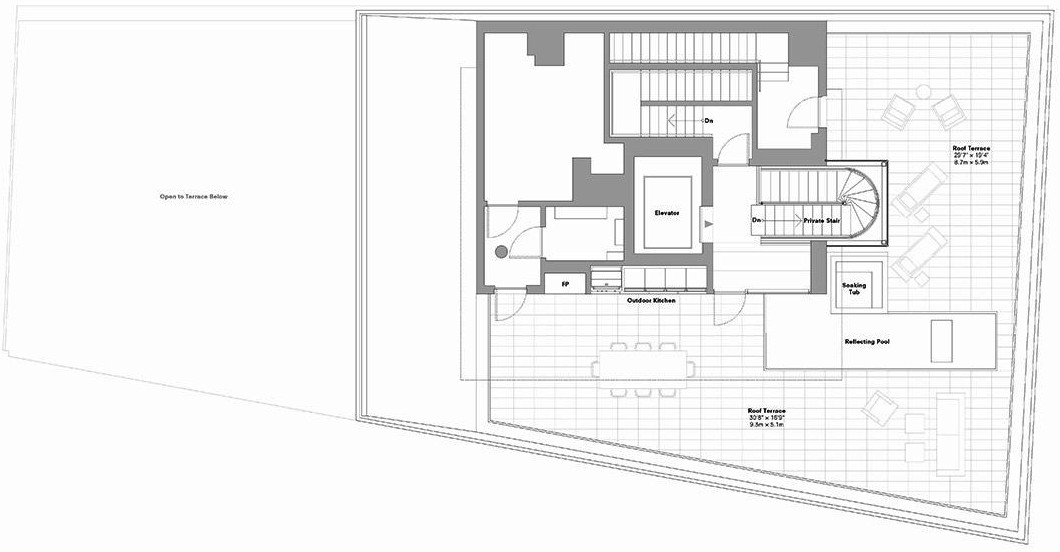 Dn
Roof Terrace
29'7" x 19'4"
8.7m x 5.9m
Open to Terrace Below
Elevator
Dn
Private Stair
FP
Outdoor Kitchen
Soaking
Tub
Reflecting Pool
Roof Terrace
30'8" x 16'9"
9.3m x 5.1m